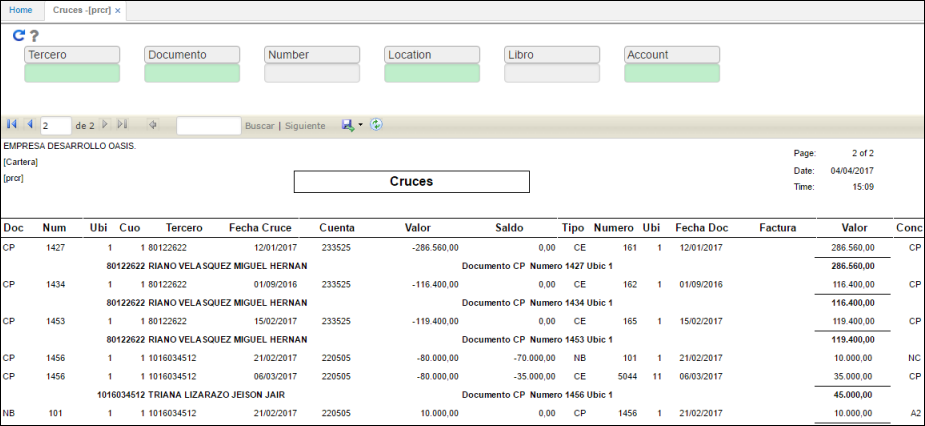 Home Cruces -[prcr] ×
?
Tercero Documento Number Location Libro Account
2 de 2 Buscar | Siguiente
EMPRESA DESARROLLO OASIS. Page: 2 of 2
[Cartera] Date: 04/04/2017
[prcr] Time: 15:09
Cruces
Doc Num Ubi Cuo Tercero Fecha Cruce Cuenta Valor Saldo Tipo Numero Ubi Fecha Doc Factura Valor Conc
CP 1427 1 1 80122622 12/01/2017 233525 -286.560,00 0,00 CE 161 1 12/01/2017 286.560,00 CP
80122622 RIANO VELASQUEZ MIGUEL HERNAN Documento CP Numero 1427 Ubic 1 286.560,00
CP 1434 1 1 80122622 01/09/2016 233525 -116.400,00 0,00 CE 162 1 01/09/2016 116.400,00 CP
80122622 RIANO VELASQUEZ MIGUEL HERNAN Documento CP Numero 1434 Ubic 1 116.400,00
CP 1453 1 1 80122622 15/02/2017 233525 -119.400,00 0,00 CE 165 1 15/02/2017 119.400,00 CP
80122622 RIANO VELASQUEZ MIGUEL HERNAN Documento CP Numero 1453 Ubic 1 119.400,00
CP 1456 1 1 1016034512 21/02/2017 220505 -80.000,00 -70.000,00 NB 101 1 21/02/2017 10.000,00 NC
CP 1456 1 1 1016034512 06/03/2017 220505 -80.000,00 -35.000,00 CE 5044 11 06/03/2017 35.000,00 CP
1016034512 TRIANA LIZARAZO JEISON JAIR Documento CP Numero 1456 Ubic 1 45.000,00
NB 101 1 1 1016034512 21/02/2017 220505 10.000,00 0,00 CP 1456 1 21/02/2017 10.000,00 A2